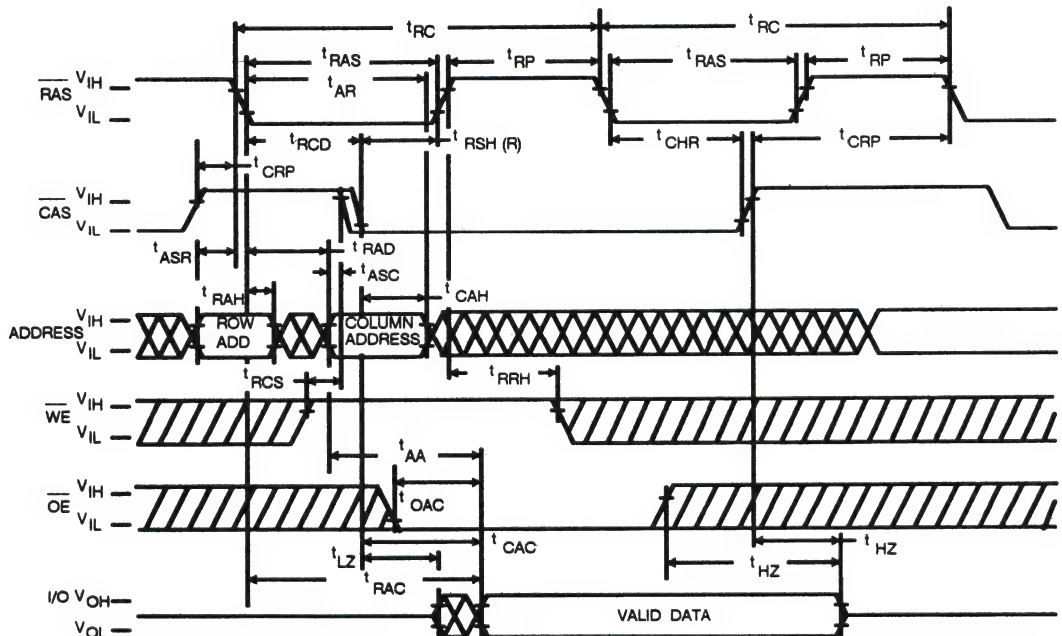 tRC tRC
tRAS tRP tRAS tRP
tAR
RAS VIH
VIL
tRCD tRSH (R) tCHR tCRP
tCRP
CAS VIH
VIL
tASR tRAD
tASC
tRAH tCAH
ADDRESS VIH
VIL
ROW ADD
COLUMN ADDRESS
tRCS tRRH
WE VIH
VIL
tAA
OE VIH
VIL
tOAC
tCAC tHZ
tLZ tHZ
tRAC
I/O VOH
VOL
VALID DATA